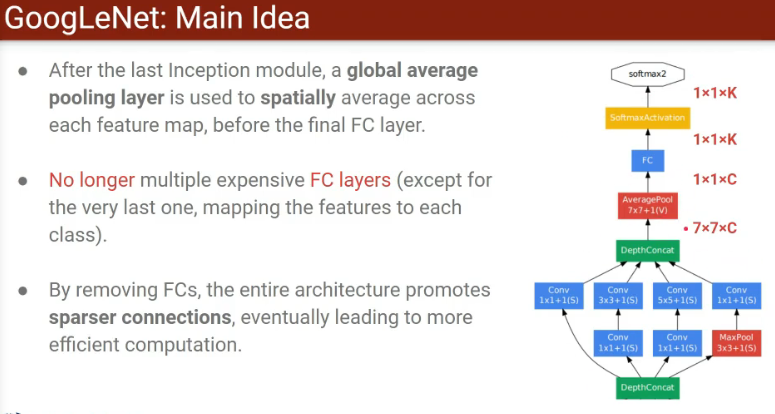 GoogLeNet: Main Idea
● After the last Inception module, a global average
pooling layer is used to spatially average across
each feature map, before the final FC layer.
● No longer multiple expensive FC layers (except for
the very last one, mapping the features to each
class).
● By removing FCs, the entire architecture promotes
sparser connections, eventually leading to more
efficient computation.
softmax2
1×1×K
SoftmaxActivation
1×1×K
FC
1×1×C
AveragePool
7x7+1(V)
7×7×C
DepthConcat
Conv
1x1+1(S)
Conv
3x3+1(S)
Conv
5x5+1(S)
Conv
1x1+1(S)
Conv
1x1+1(S)
Conv
1x1+1(S)
MaxPool
3x3+1(S)
DepthConcat